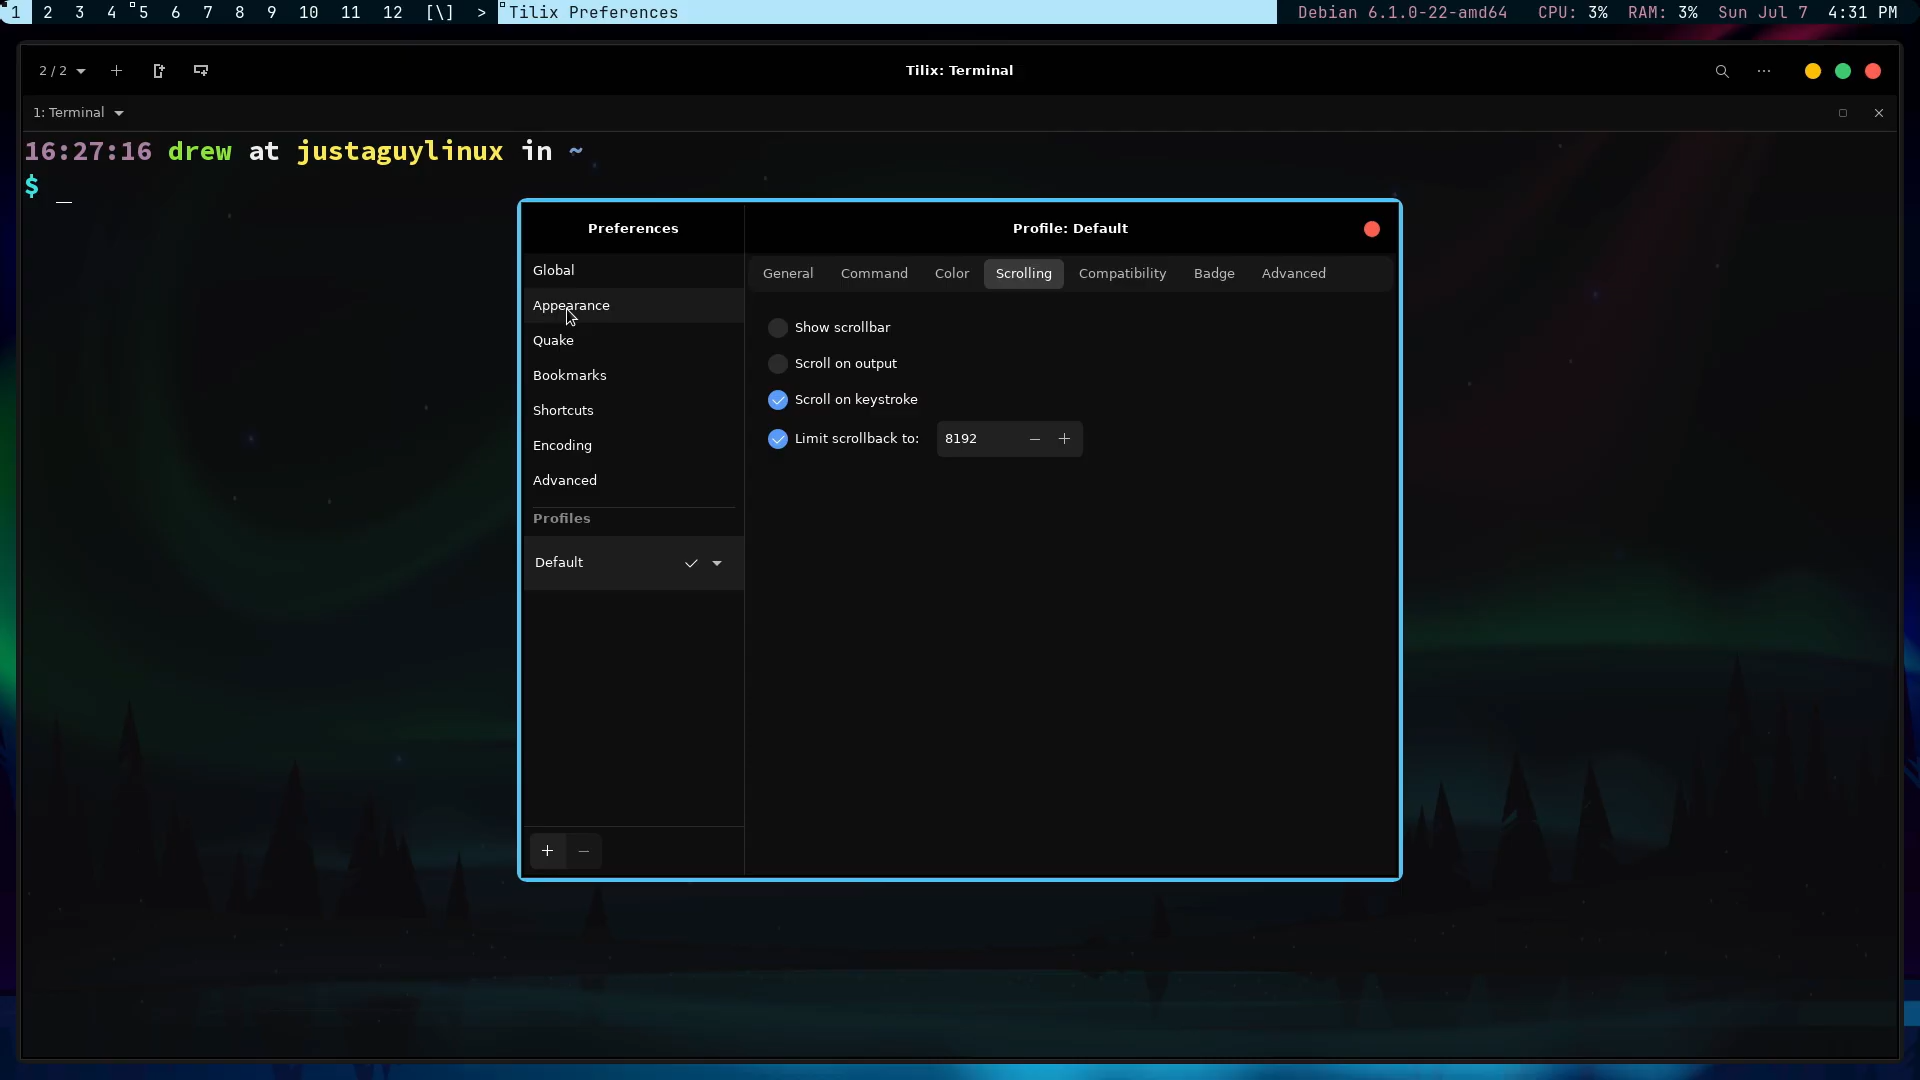 1 2 3 4 5 6 7 8 9 10 11 12 [\] > Tilix Preferences Debian 6.1.0-22-amd64 CPU: 3% RAM: 3% Sun Jul 7 4:31 PM
2 / 2 Tilix: Terminal
1: Terminal
16:27:16 drew at justaguylinux in ~
$ _
Preferences
Global
Appearance
Quake
Bookmarks
Shortcuts
Encoding
Advanced
Profiles
Default
Profile: Default
General Command Color Scrolling Compatibility Badge Advanced
Show scrollbar
Scroll on output
Scroll on keystroke
Limit scrollback to: 8192